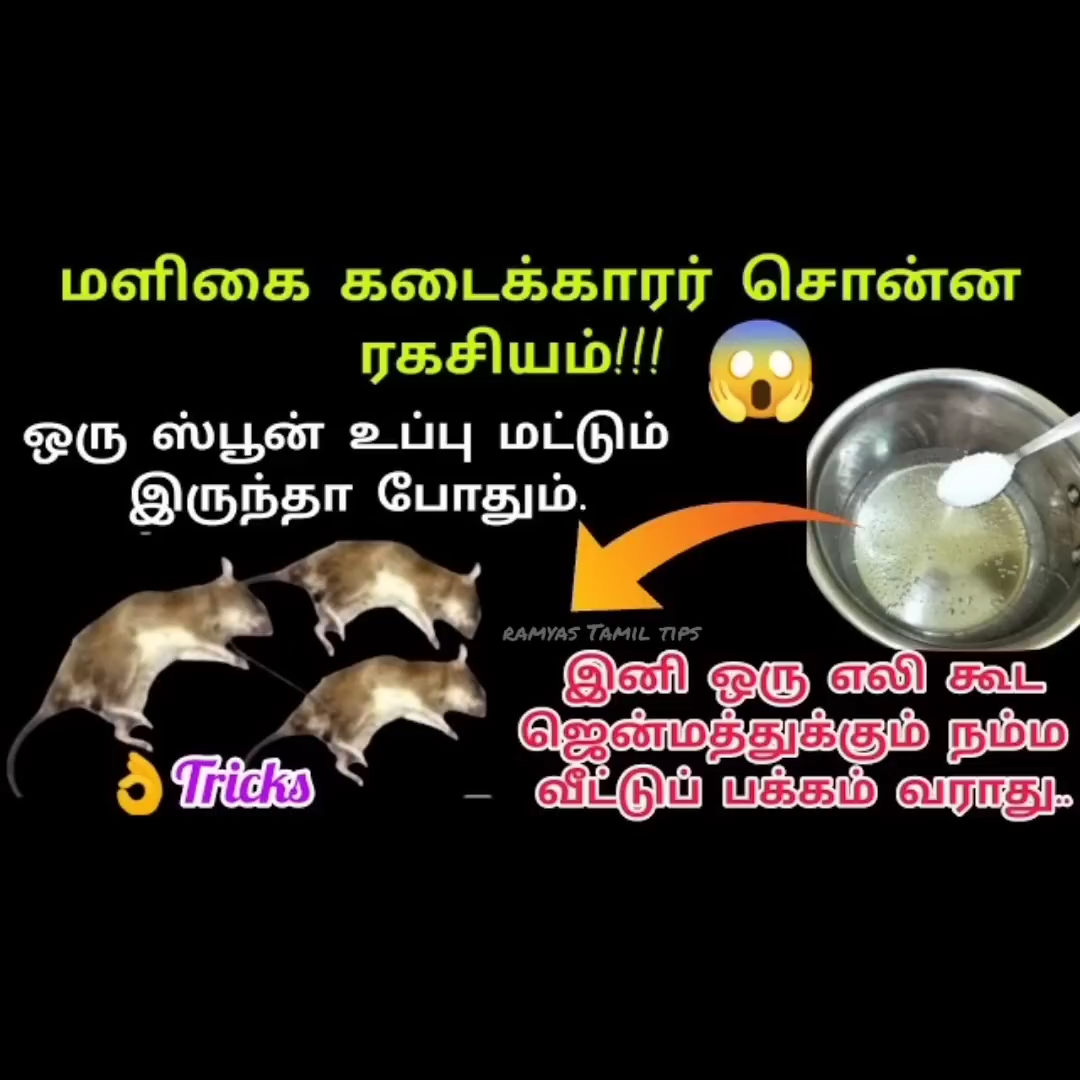 மளிகை கடைக்காரர் சொன்ன
ரகசியம்!!!
ஒரு ஸ்பூன் உப்பு மட்டும்
இருந்தா போதும்.
RAMYAS TAMIL TIPS
இனி ஒரு எலி கூட
ஜென்மத்துக்கும் நம்ம
வீட்டுப் பக்கம் வராது..
Tricks